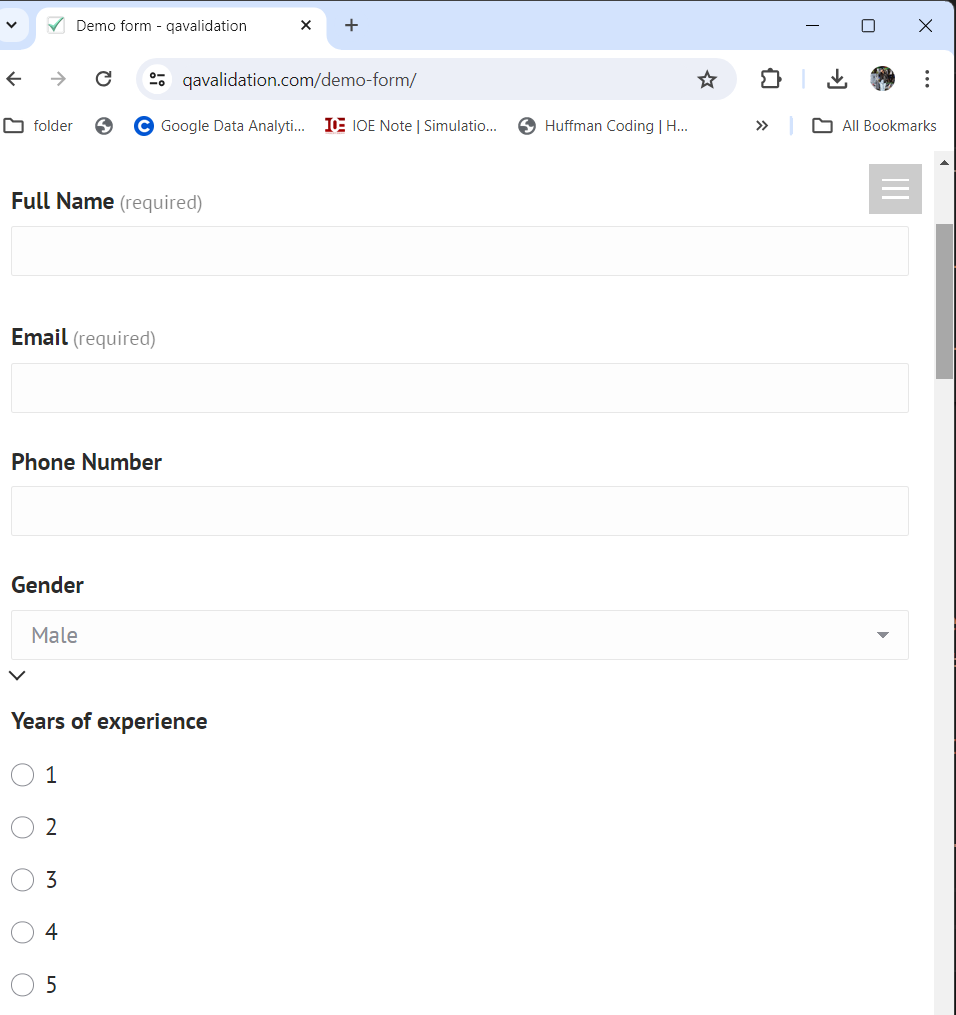 Demo form - qavalidation
qavalidation.com/demo-form/
folder
Google Data Analyti...
IOE Note | Simulatio...
Huffman Coding | H...
All Bookmarks
Full Name (required)
Email (required)
Phone Number
Gender
Male
Years of experience
1
2
3
4
5